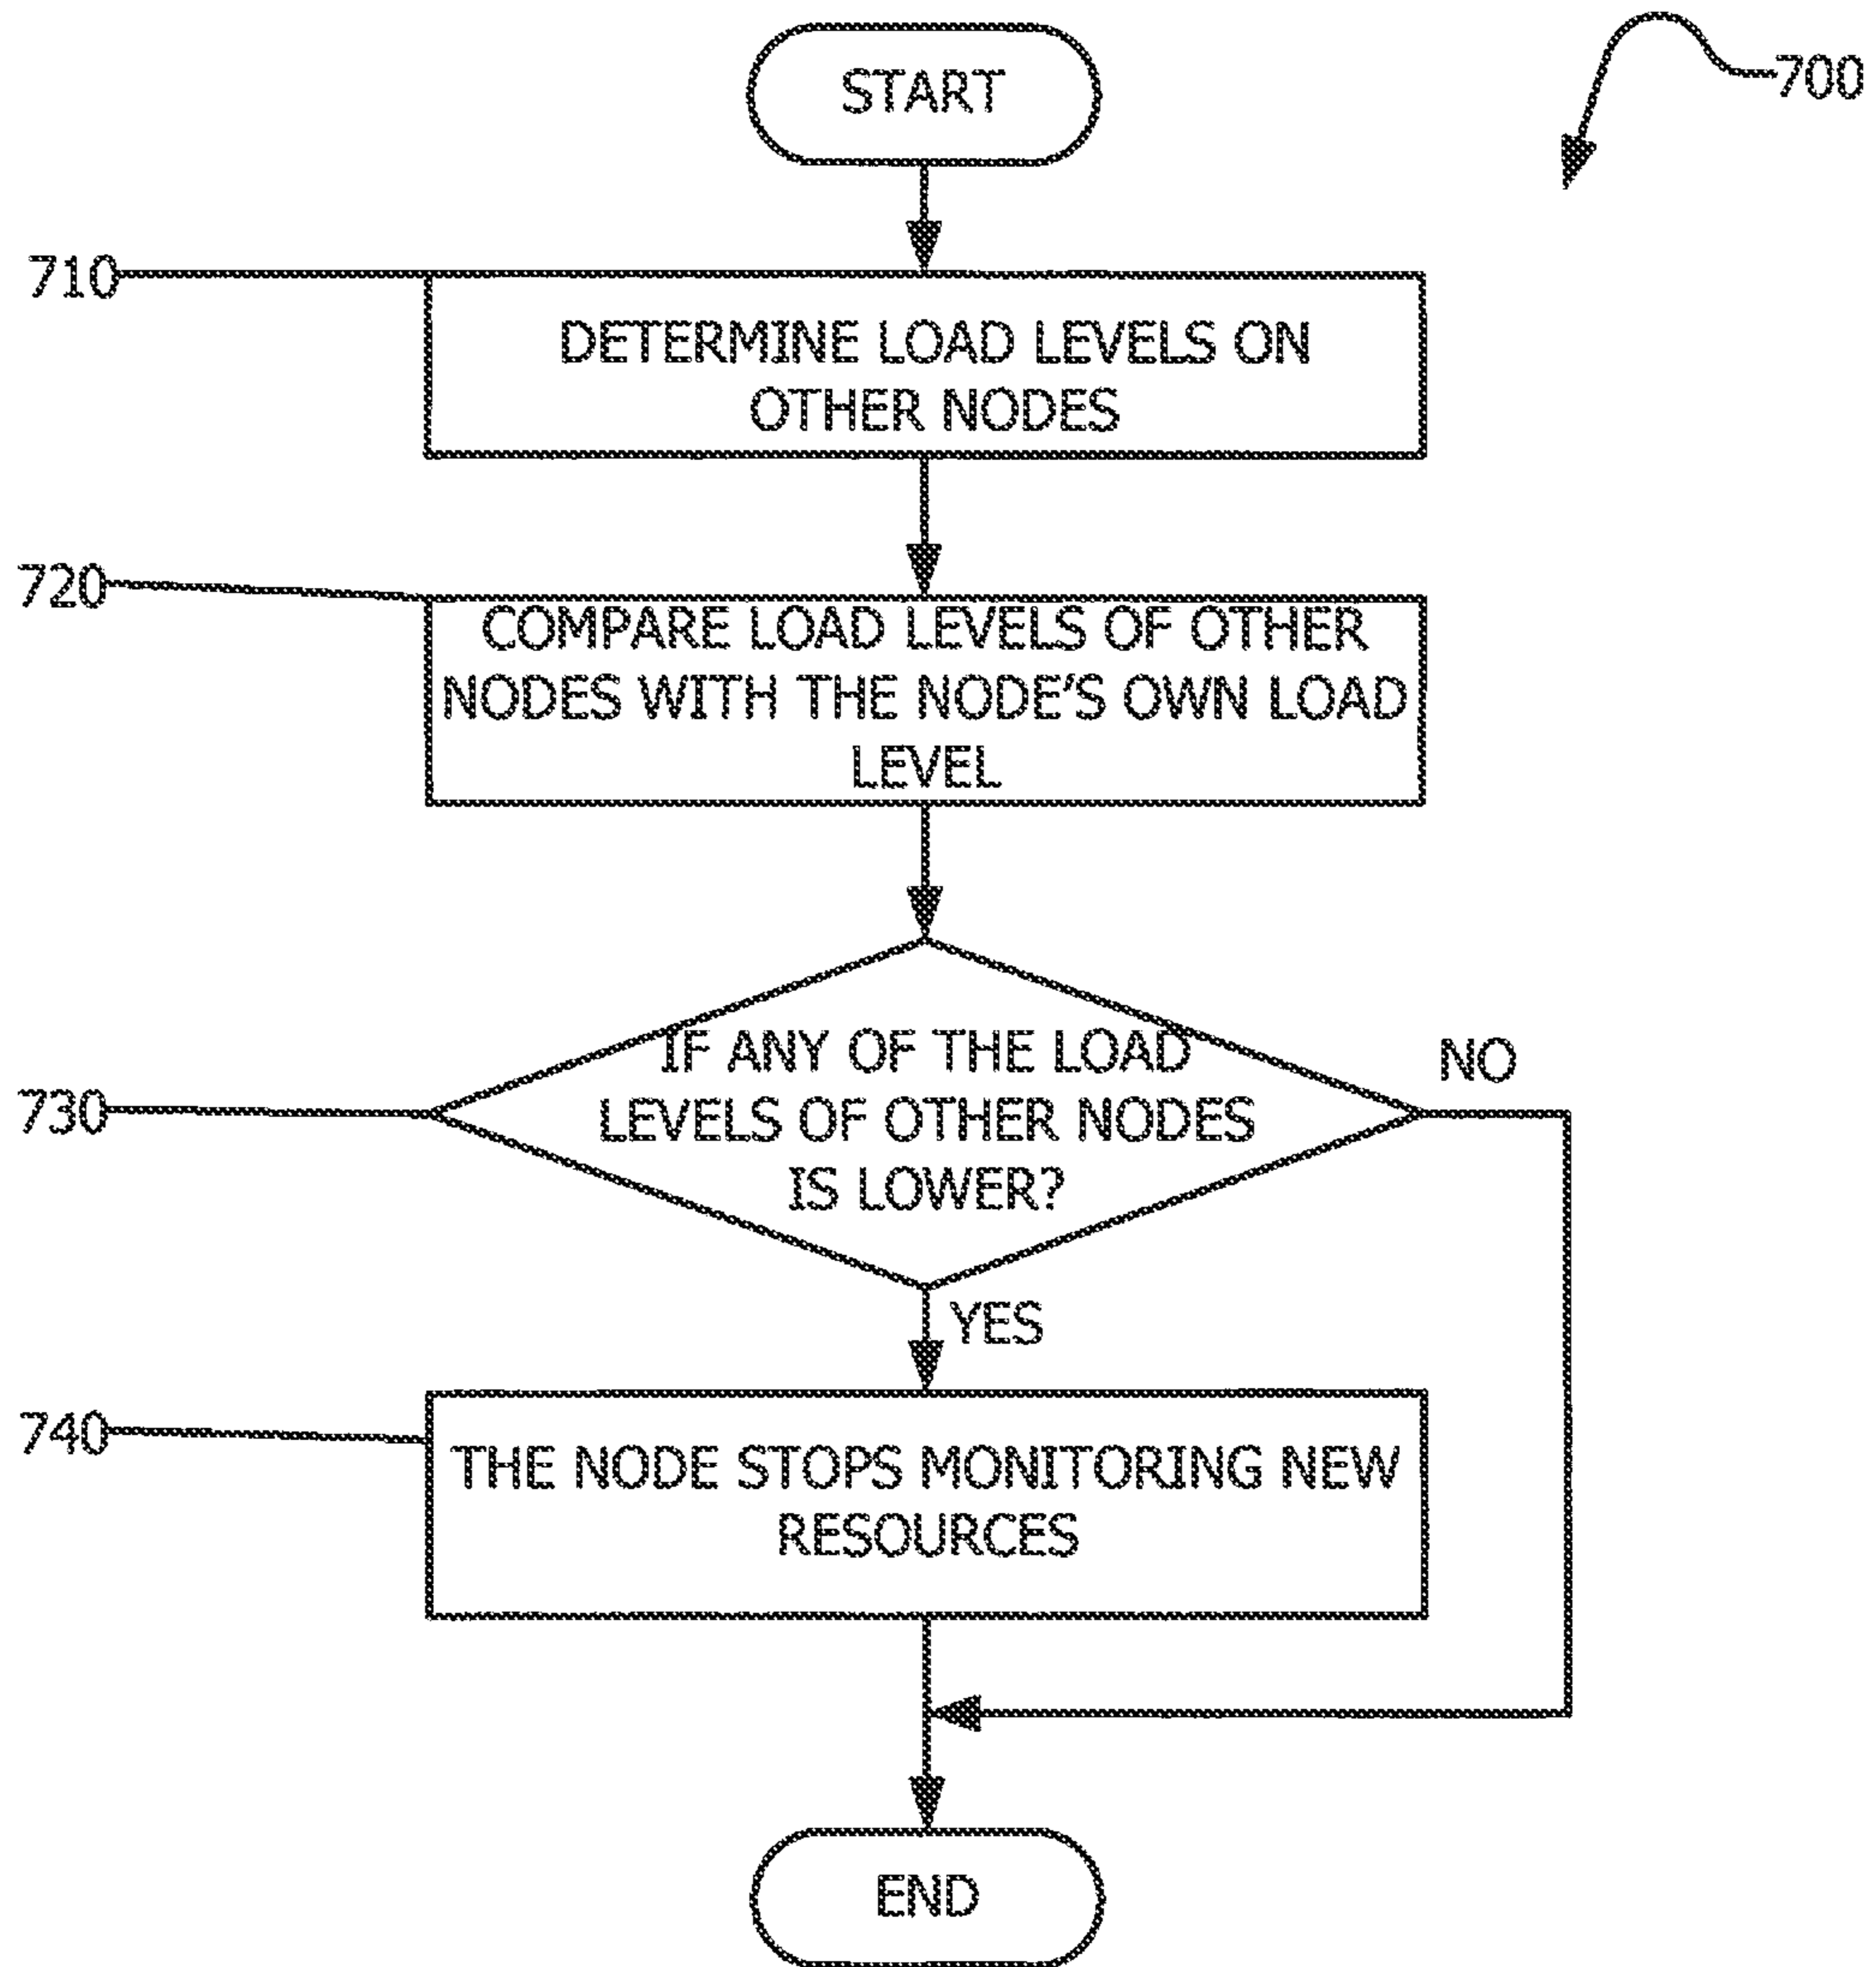 START
700
710
DETERMINE LOAD LEVELS ON
OTHER NODES
720
COMPARE LOAD LEVELS OF OTHER
NODES WITH THE NODE'S OWN LOAD
LEVEL
730
IF ANY OF THE LOAD
LEVELS OF OTHER NODES
IS LOWER?
NO
YES
740
THE NODE STOPS MONITORING NEW
RESOURCES
END